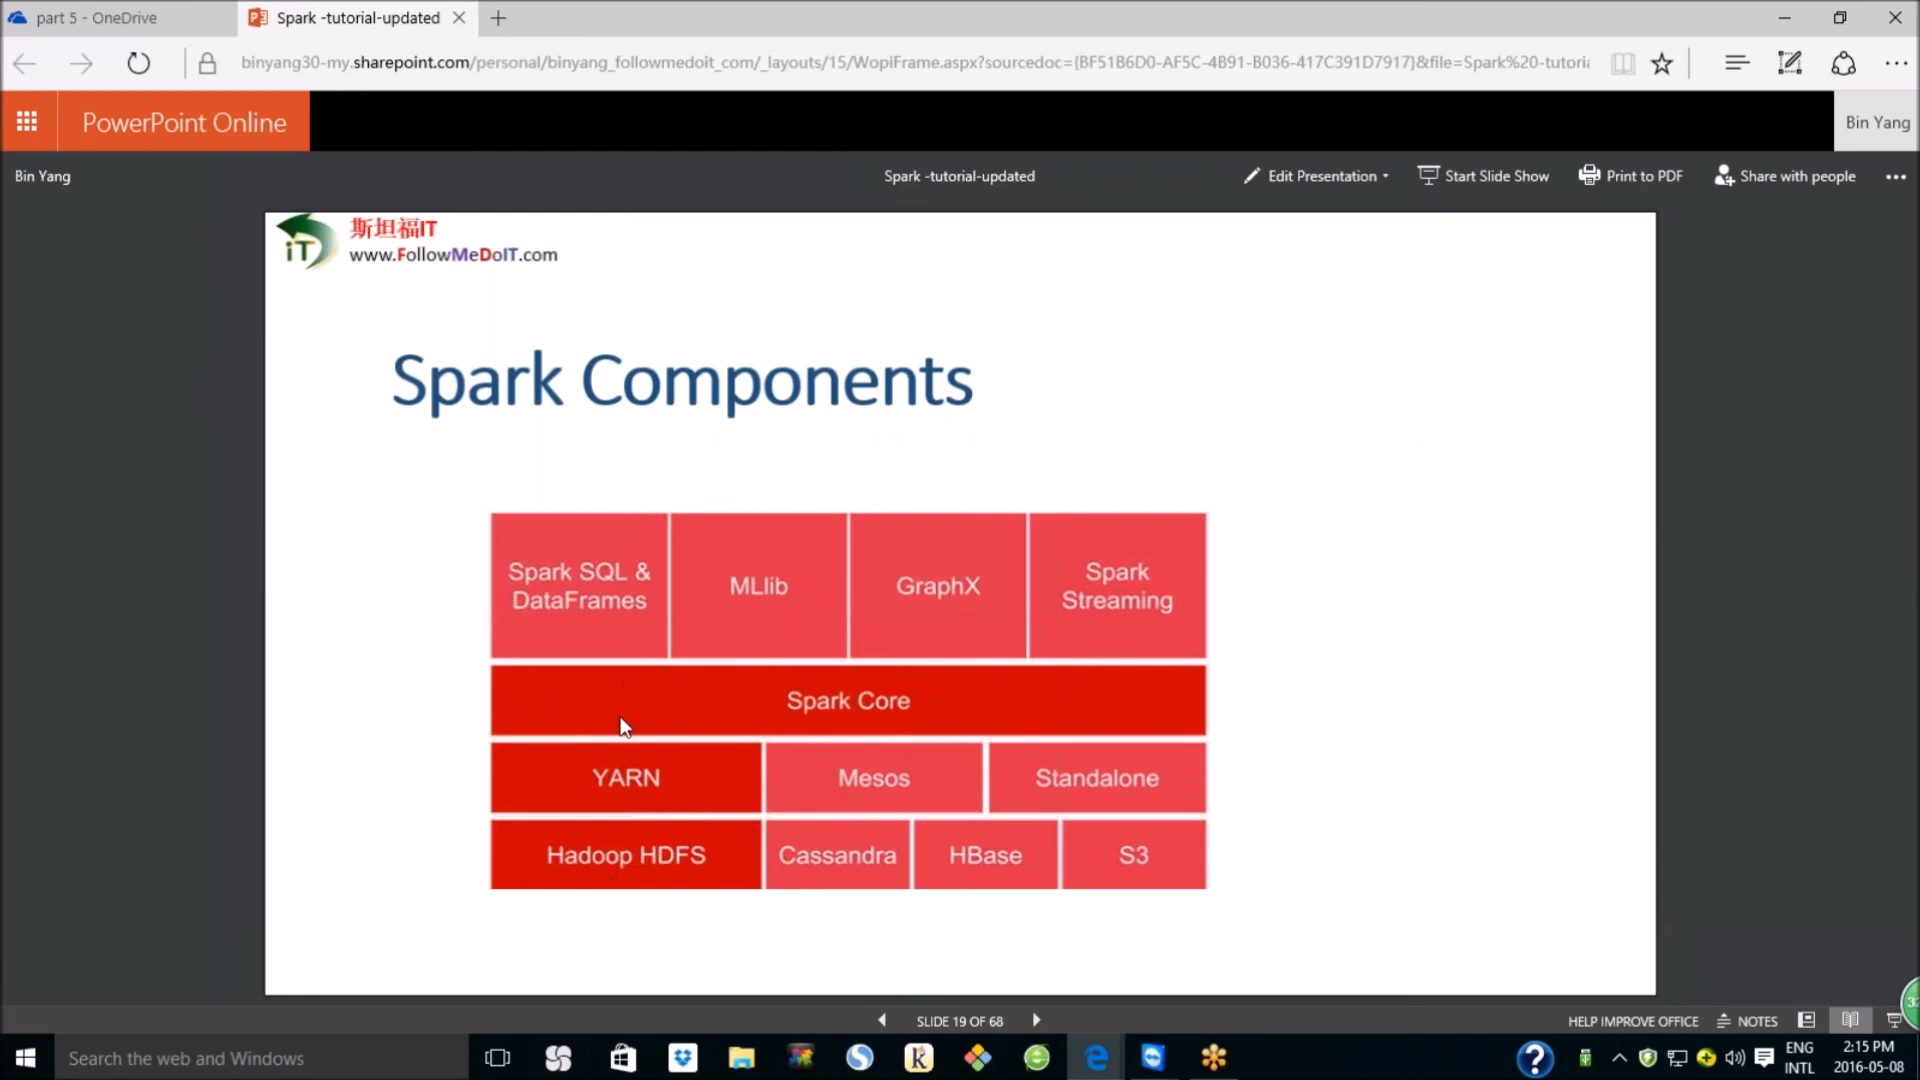 part 5 - OneDrive
Spark -tutorial-updated
binyang30-my.sharepoint.com/personal/binyang_followmedoit_com/_layouts/15/WopiFrame.aspx?sourcedoc={BF51B6D0-AF5C-4B91-B036-417C391D7917}&file=Spark%20-tutoria
PowerPoint Online
Bin Yang
Bin Yang
Spark -tutorial-updated
Edit Presentation
Start Slide Show
Print to PDF
Share with people
斯坦福IT
iT
www.FollowMeDoIT.com
Spark Components
Spark SQL &
DataFrames
MLlib
GraphX
Spark
Streaming
Spark Core
YARN
Mesos
Standalone
Hadoop HDFS
Cassandra
HBase
S3
SLIDE 19 OF 68
HELP IMPROVE OFFICE
NOTES
Search the web and Windows
ENG
INTL
2:15 PM
2016-05-08